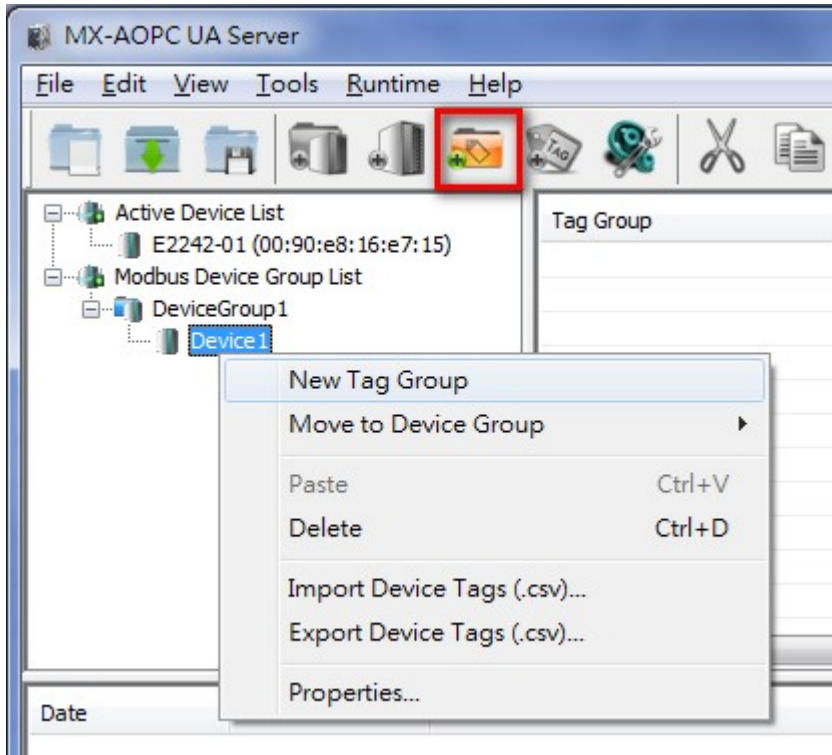 MX-AOPC UA Server
File Edit View Tools Runtime Help
TAG
Active Device List
E2242-01 (00:90:e8:16:e7:15)
Modbus Device Group List
DeviceGroup1
Device1
Tag Group
New Tag Group
Move to Device Group
Paste Ctrl+V
Delete Ctrl+D
Import Device Tags (.csv)...
Export Device Tags (.csv)...
Properties...
Date